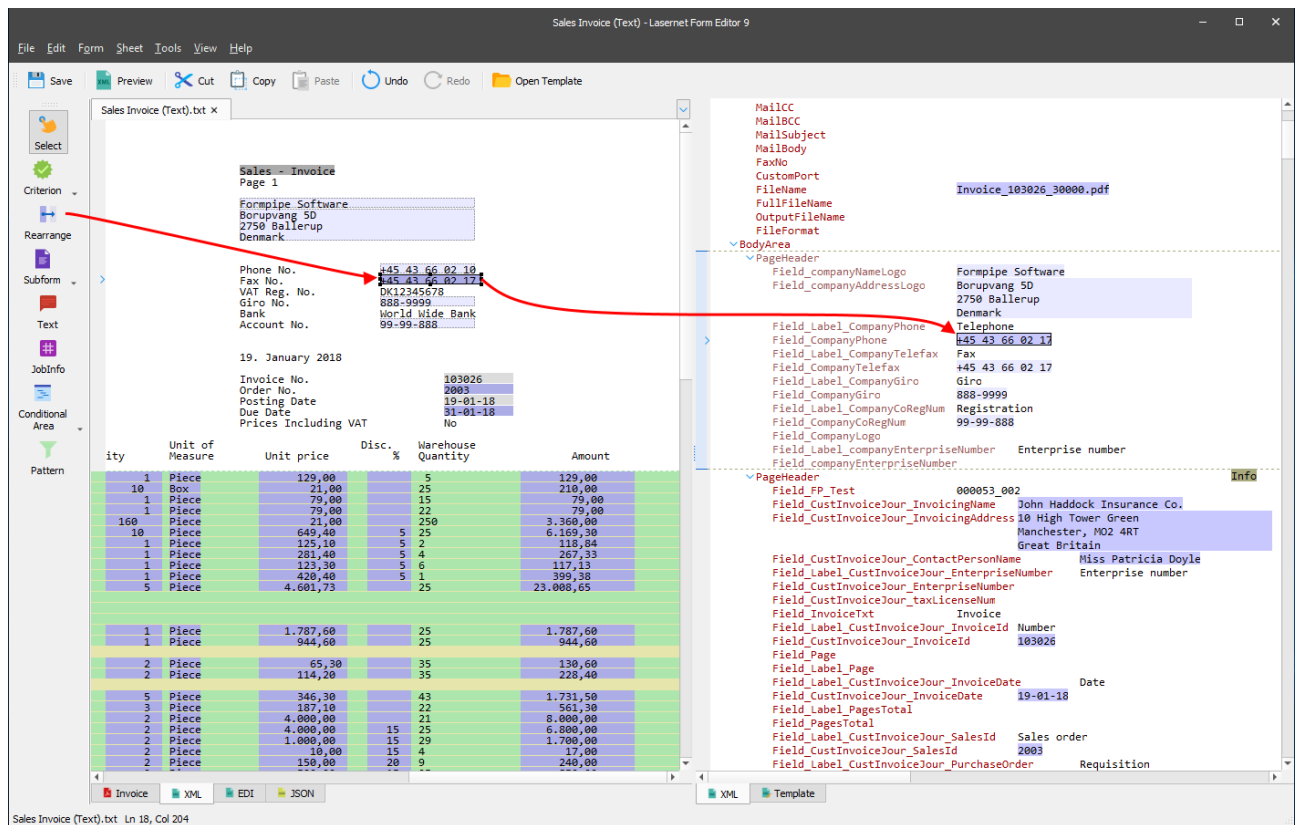 Sales Invoice (Text) - Lasernet Form Editor 9
File Edit Form Sheet Tools View Help
Save Preview Cut Copy Paste Undo Redo Open Template
Select
Criterion
Rearrange
Subform
Text
JobInfo
Conditional
Area
Pattern
Sales Invoice (Text).txt ×
Sales - Invoice
Page 1
Formpipe Software
Borupvang 5D
2750 Ballerup
Denmark
Phone No. +45 43 66 02 10
Fax No. +45 43 66 02 17
VAT Reg. No. DK12345678
Giro No. 888-9999
Bank World Wide Bank
Account No. 99-99-888
19. January 2018
Invoice No. 103026
Order No. 2003
Posting Date 19-01-18
Due Date 31-01-18
Prices Including VAT No
Unit of Disc. Warehouse
ity Measure Unit price % Quantity Amount
1 Piece 129,00 5 129,00
10 Box 21,00 25 210,00
1 Piece 79,00 15 79,00
1 Piece 79,00 22 79,00
160 Piece 21,00 250 3.360,00
10 Piece 649,40 5 25 6.169,30
1 Piece 125,10 5 2 118,84
1 Piece 281,40 5 4 267,33
1 Piece 123,30 5 6 117,13
1 Piece 420,40 5 1 399,38
5 Piece 4.601,73 25 23.008,65
1 Piece 1.787,60 25 1.787,60
1 Piece 944,60 25 944,60
2 Piece 65,30 35 130,60
2 Piece 114,20 35 228,40
5 Piece 346,30 43 1.731,50
3 Piece 187,10 22 561,30
2 Piece 4.000,00 21 8.000,00
2 Piece 4.000,00 15 25 6.800,00
2 Piece 1.000,00 15 29 1.700,00
2 Piece 10,00 15 4 17,00
2 Piece 150,00 20 9 240,00
Invoice XML EDI JSON
MailCC
MailBCC
MailSubject
MailBody
FaxNo
CustomPort
FileName Invoice_103026_30000.pdf
FullFileName
OutputFileName
FileFormat
BodyArea
PageHeader
Field_companyNameLogo Formpipe Software
Field_companyAddressLogo Borupvang 5D
2750 Ballerup
Denmark
Field_Label_CompanyPhone Telephone
Field_CompanyPhone +45 43 66 02 17
Field_Label_CompanyTelefax Fax
Field_CompanyTelefax +45 43 66 02 17
Field_Label_CompanyGiro Giro
Field_CompanyGiro 888-9999
Field_Label_CompanyCoRegNum Registration
Field_CompanyCoRegNum 99-99-888
Field_CompanyLogo
Field_Label_companyEnterpriseNumber Enterprise number
Field_companyEnterpriseNumber
PageHeader Info
Field_FP_Test 000053_002
Field_CustInvoiceJour_InvoicingName John Haddock Insurance Co.
Field_CustInvoiceJour_InvoicingAddress 10 High Tower Green
Manchester, MO2 4RT
Great Britain
Field_CustInvoiceJour_ContactPersonName Miss Patricia Doyle
Field_Label_CustInvoiceJour_EnterpriseNumber Enterprise number
Field_CustInvoiceJour_EnterpriseNumber
Field_CustInvoiceJour_taxLicenseNum
Field_InvoiceTxt Invoice
Field_Label_CustInvoiceJour_InvoiceId Number
Field_CustInvoiceJour_InvoiceId 103026
Field_Page
Field_Label_Page
Field_Label_CustInvoiceJour_InvoiceDate Date
Field_CustInvoiceJour_InvoiceDate 19-01-18
Field_Label_PagesTotal
Field_PagesTotal
Field_Label_CustInvoiceJour_SalesId Sales order
Field_CustInvoiceJour_SalesId 2003
Field_Label_CustInvoiceJour_PurchaseOrder Requisition
XML Template
Sales Invoice (Text).txt Ln 18, Col 204